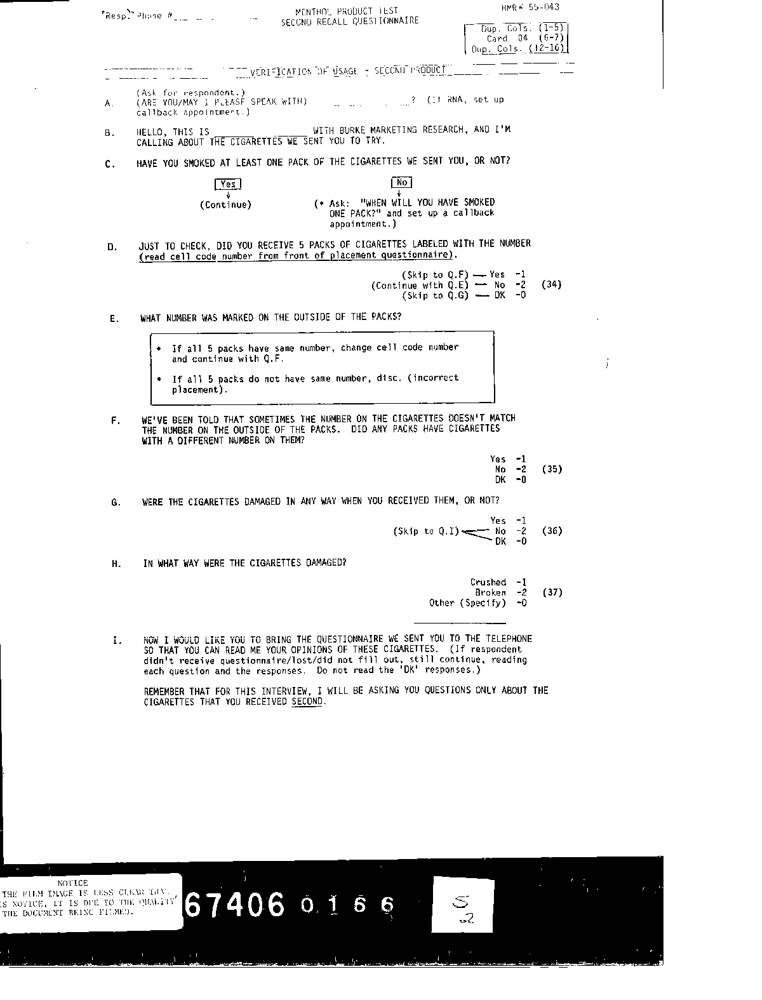 Resp. Phone #
MENTHOL PRODUCT TEST
SECOND RECALL QUESTIONNAIRE
HMR# 55-043
Dup. Cols. (1-5)
Card 04 (6-7)
Dup. Cols. (12-16)
VERIFICATION OF USAGE - SECOND PRODUCT
(Ask for respondent.)
A. (ARE YOU/MAY I PLEASE SPEAK WITH) ? (If RNA, set up
callback appointment.)
B. HELLO, THIS IS ______________ WITH BURKE MARKETING RESEARCH, AND I'M
CALLING ABOUT THE CIGARETTES WE SENT YOU TO TRY.
C. HAVE YOU SMOKED AT LEAST ONE PACK OF THE CIGARETTES WE SENT YOU, OR NOT?
Yes No
(Continue) (* Ask: "WHEN WILL YOU HAVE SMOKED
ONE PACK?" and set up a callback
appointment.)
D. JUST TO CHECK, DID YOU RECEIVE 5 PACKS OF CIGARETTES LABELED WITH THE NUMBER
(read cell code number from front of placement questionnaire).
(Skip to Q.F) — Yes -1
(Continue with Q.E) — No -2 (34)
(Skip to Q.G) — DK -0
E. WHAT NUMBER WAS MARKED ON THE OUTSIDE OF THE PACKS?
• If all 5 packs have same number, change cell code number
and continue with Q.F.
• If all 5 packs do not have same number, disc. (incorrect
placement).
F. WE'VE BEEN TOLD THAT SOMETIMES THE NUMBER ON THE CIGARETTES DOESN'T MATCH
THE NUMBER ON THE OUTSIDE OF THE PACKS. DID ANY PACKS HAVE CIGARETTES
WITH A DIFFERENT NUMBER ON THEM?
Yes -1
No -2 (35)
DK -0
G. WERE THE CIGARETTES DAMAGED IN ANY WAY WHEN YOU RECEIVED THEM, OR NOT?
Yes -1
(Skip to Q.I) No -2 (36)
DK -0
H. IN WHAT WAY WERE THE CIGARETTES DAMAGED?
Crushed -1
Broken -2 (37)
Other (Specify) -0
I. NOW I WOULD LIKE YOU TO BRING THE QUESTIONNAIRE WE SENT YOU TO THE TELEPHONE
SO THAT YOU CAN READ ME YOUR OPINIONS OF THESE CIGARETTES. (If respondent
didn't receive questionnaire/lost/did not fill out, still continue, reading
each question and the responses. Do not read the 'DK' responses.)
REMEMBER THAT FOR THIS INTERVIEW, I WILL BE ASKING YOU QUESTIONS ONLY ABOUT THE
CIGARETTES THAT YOU RECEIVED SECOND.
NOTICE
THE FILM IMAGE IS LESS CLEAR
IS NOTICE, IT IS DUE TO THE QUALITY
THE DOCUMENT BEING FILMED.
67406 0166
S
2